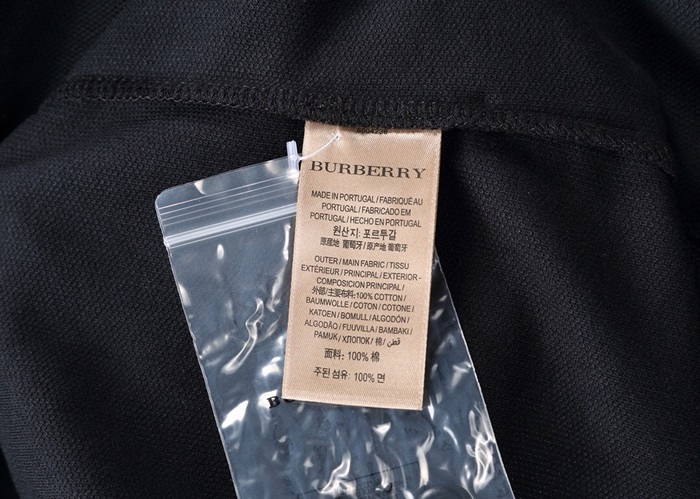 BURBERRY
MADE IN PORTUGAL / FABRIQUÉ AU
PORTUGAL / FABRICADO EM
PORTUGAL / HECHO EN PORTUGAL
원산지: 포르투갈
原産地 葡萄牙 / 原产地 葡萄牙
OUTER / MAIN FABRIC / TISSU
EXTÉRIEUR / PRINCIPAL / EXTERIOR -
COMPOSICION PRINCIPAL /
外部/主要布料:100% COTTON /
BAUMWOLLE / COTON / COTONE /
KATOEN / BOMULL / ALGODÓN /
ALGODÃO / FUUVILLA / BAMBAKI /
PAMUK / ХЛОПОК / 棉 / قطن
面料: 100% 棉
주된 섬유: 100% 면